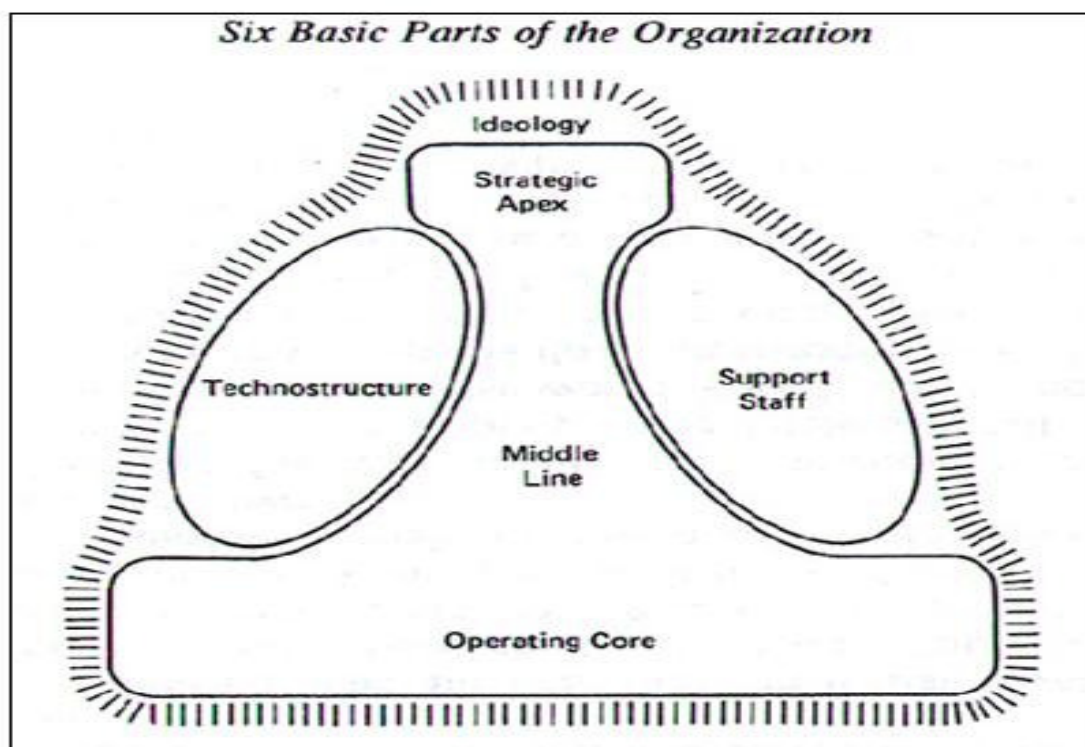 Six Basic Parts of the Organization
Ideology
Strategic
Apex
Technostructure
Support
Staff
Middle
Line
Operating Core